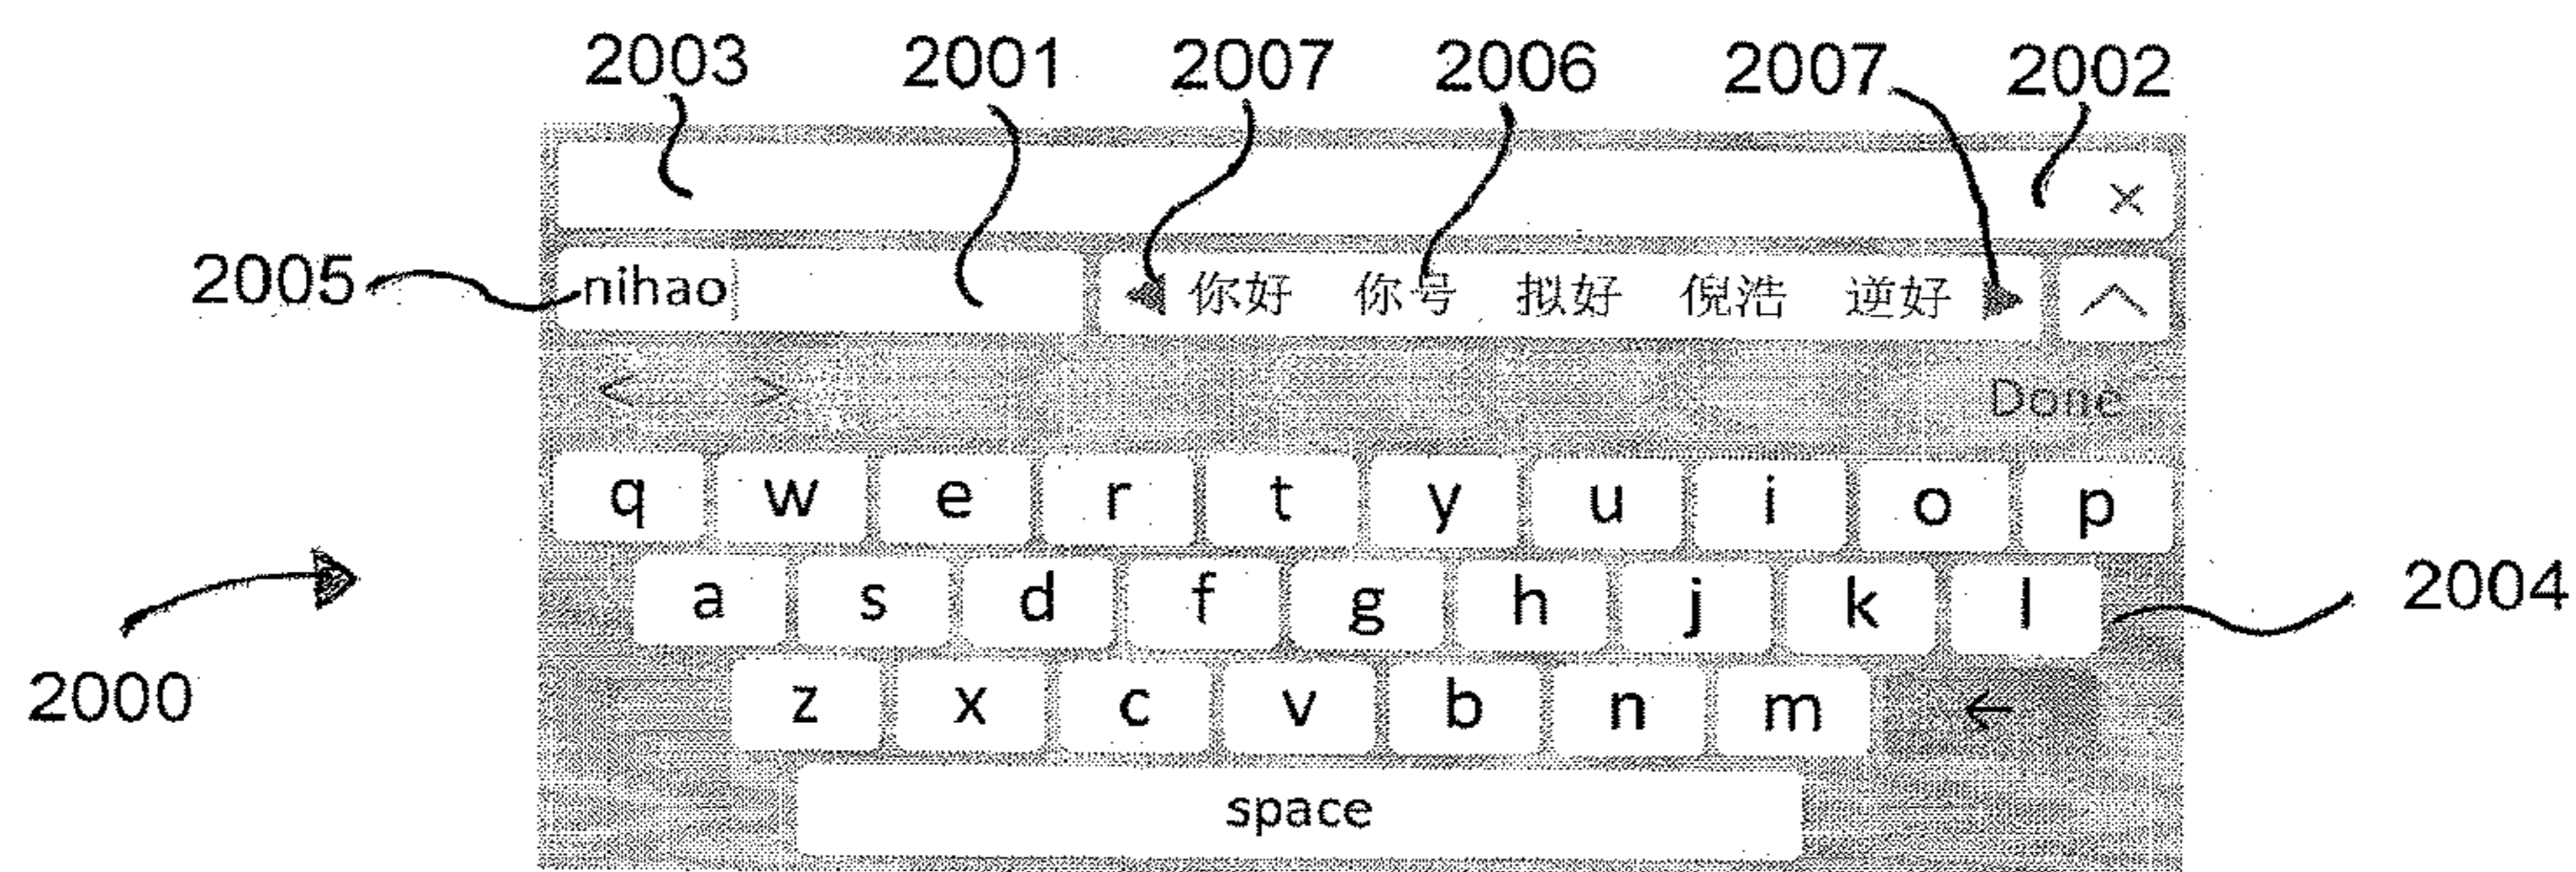 2003 2001 2007 2006 2007 2002
×
2005 nihao 你好 你号 拟好 倪浩 逆好
< > Done
q w e r t y u i o p
a s d f g h j k l 2004
2000 z x c v b n m ←
space